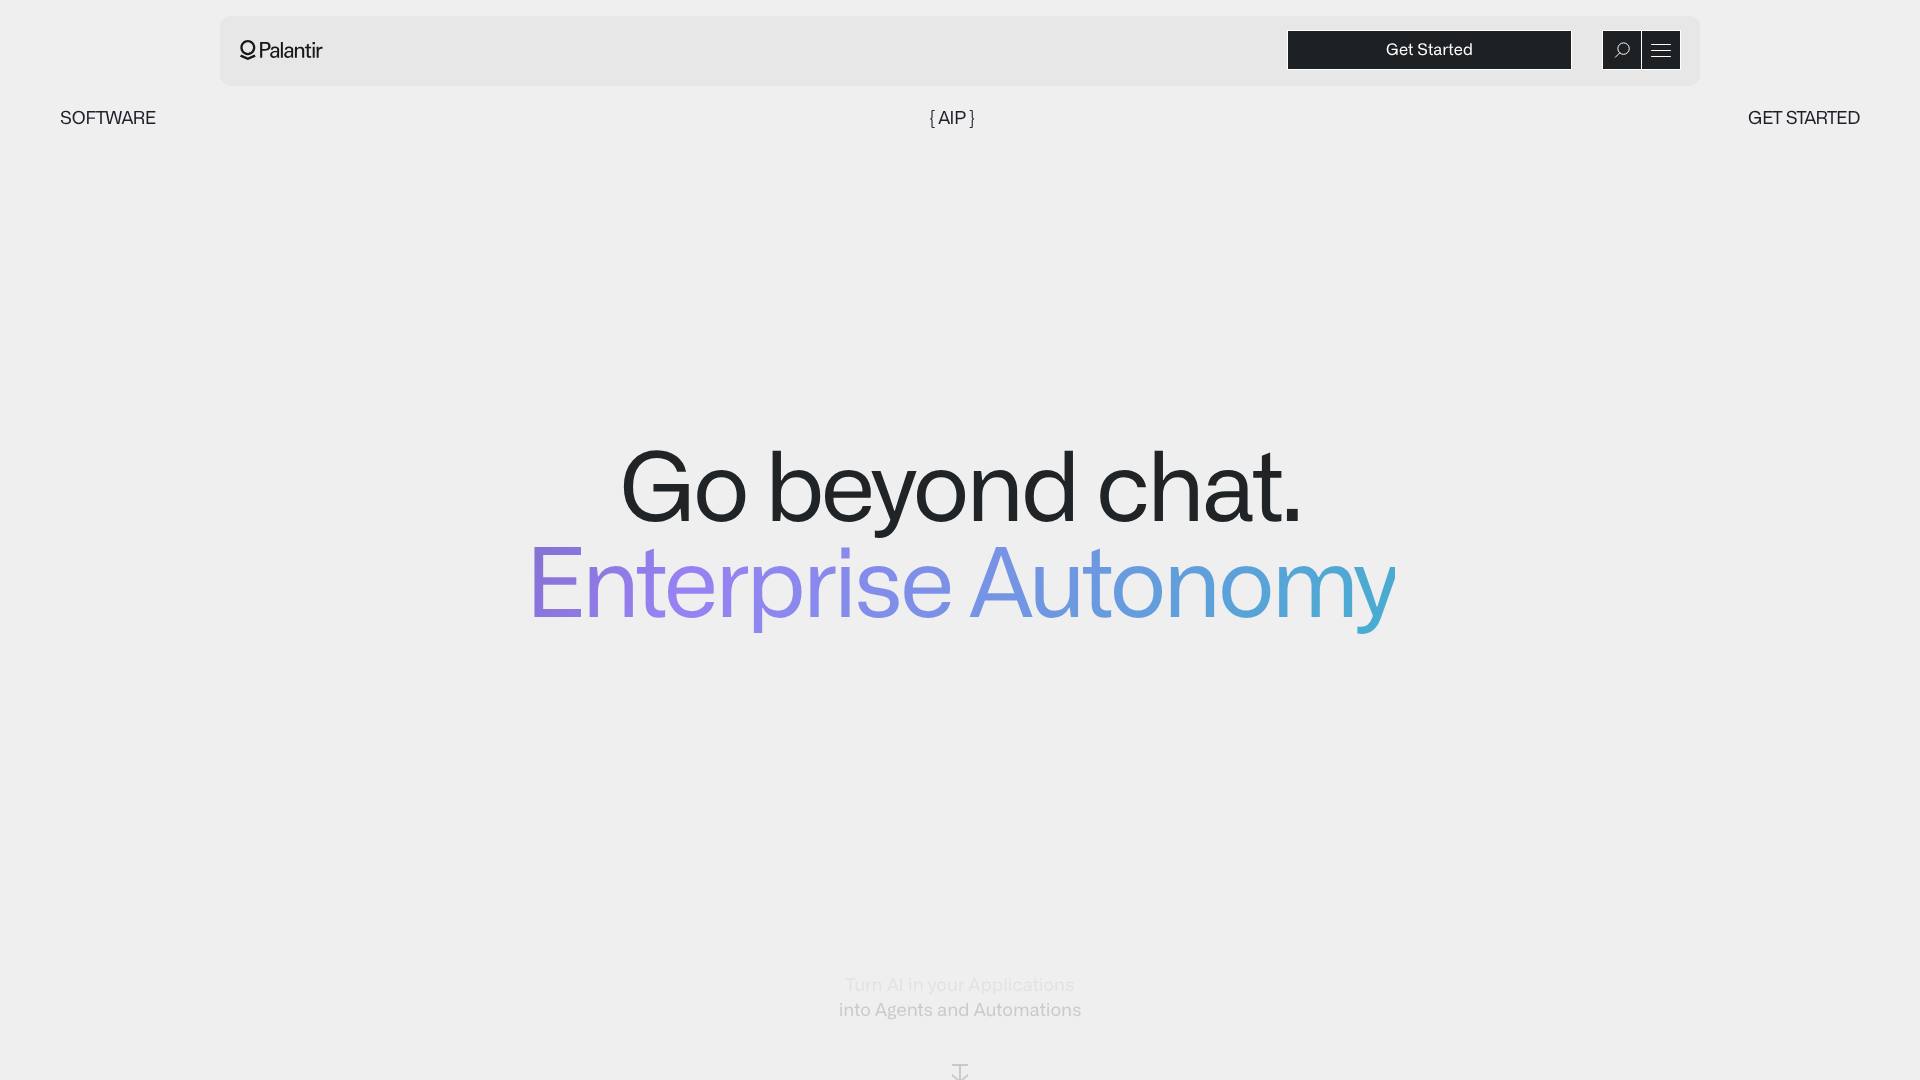 Palantir
Get Started
SOFTWARE
{ AIP }
GET STARTED
Go beyond chat.
Enterprise Autonomy
Turn AI in your Applications
into Agents and Automations